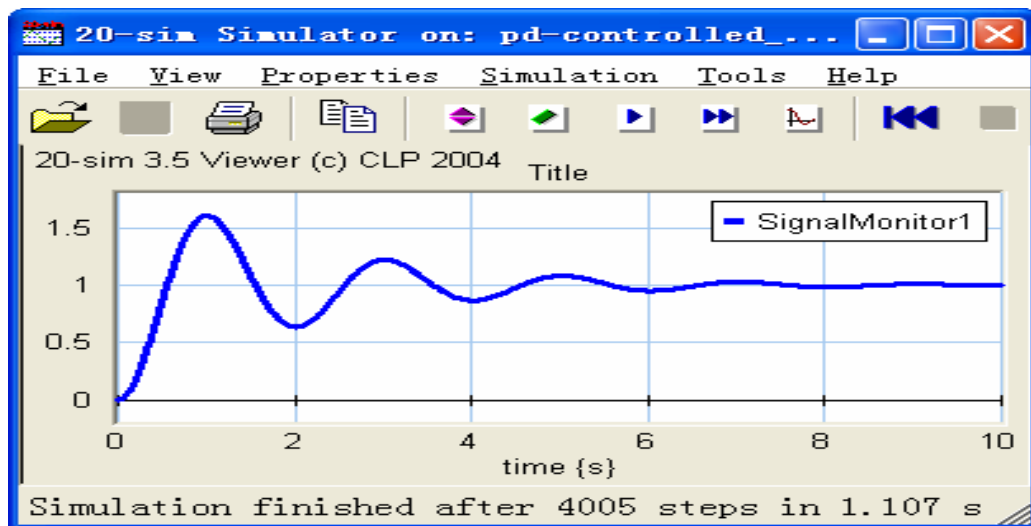 20-sim Simulator on: pd-controlled_...
File View Properties Simulation Tools Help
20-sim 3.5 Viewer (c) CLP 2004
Title
SignalMonitor1
1.5
1
0.5
0
0 2 4 6 8 10
time {s}
Simulation finished after 4005 steps in 1.107 s